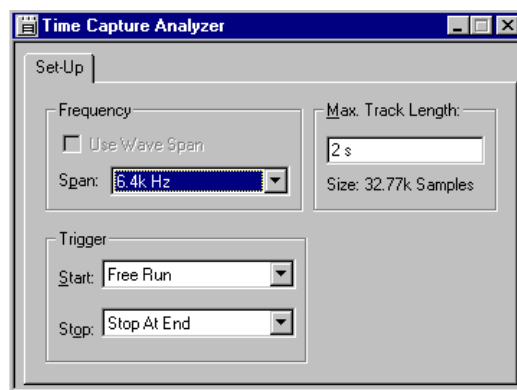 Time Capture Analyzer
Set-Up
Frequency
Use Wave Span
Span: 6.4k Hz
Max. Track Length:
2 s
Size: 32.77k Samples
Trigger
Start: Free Run
Stop: Stop At End